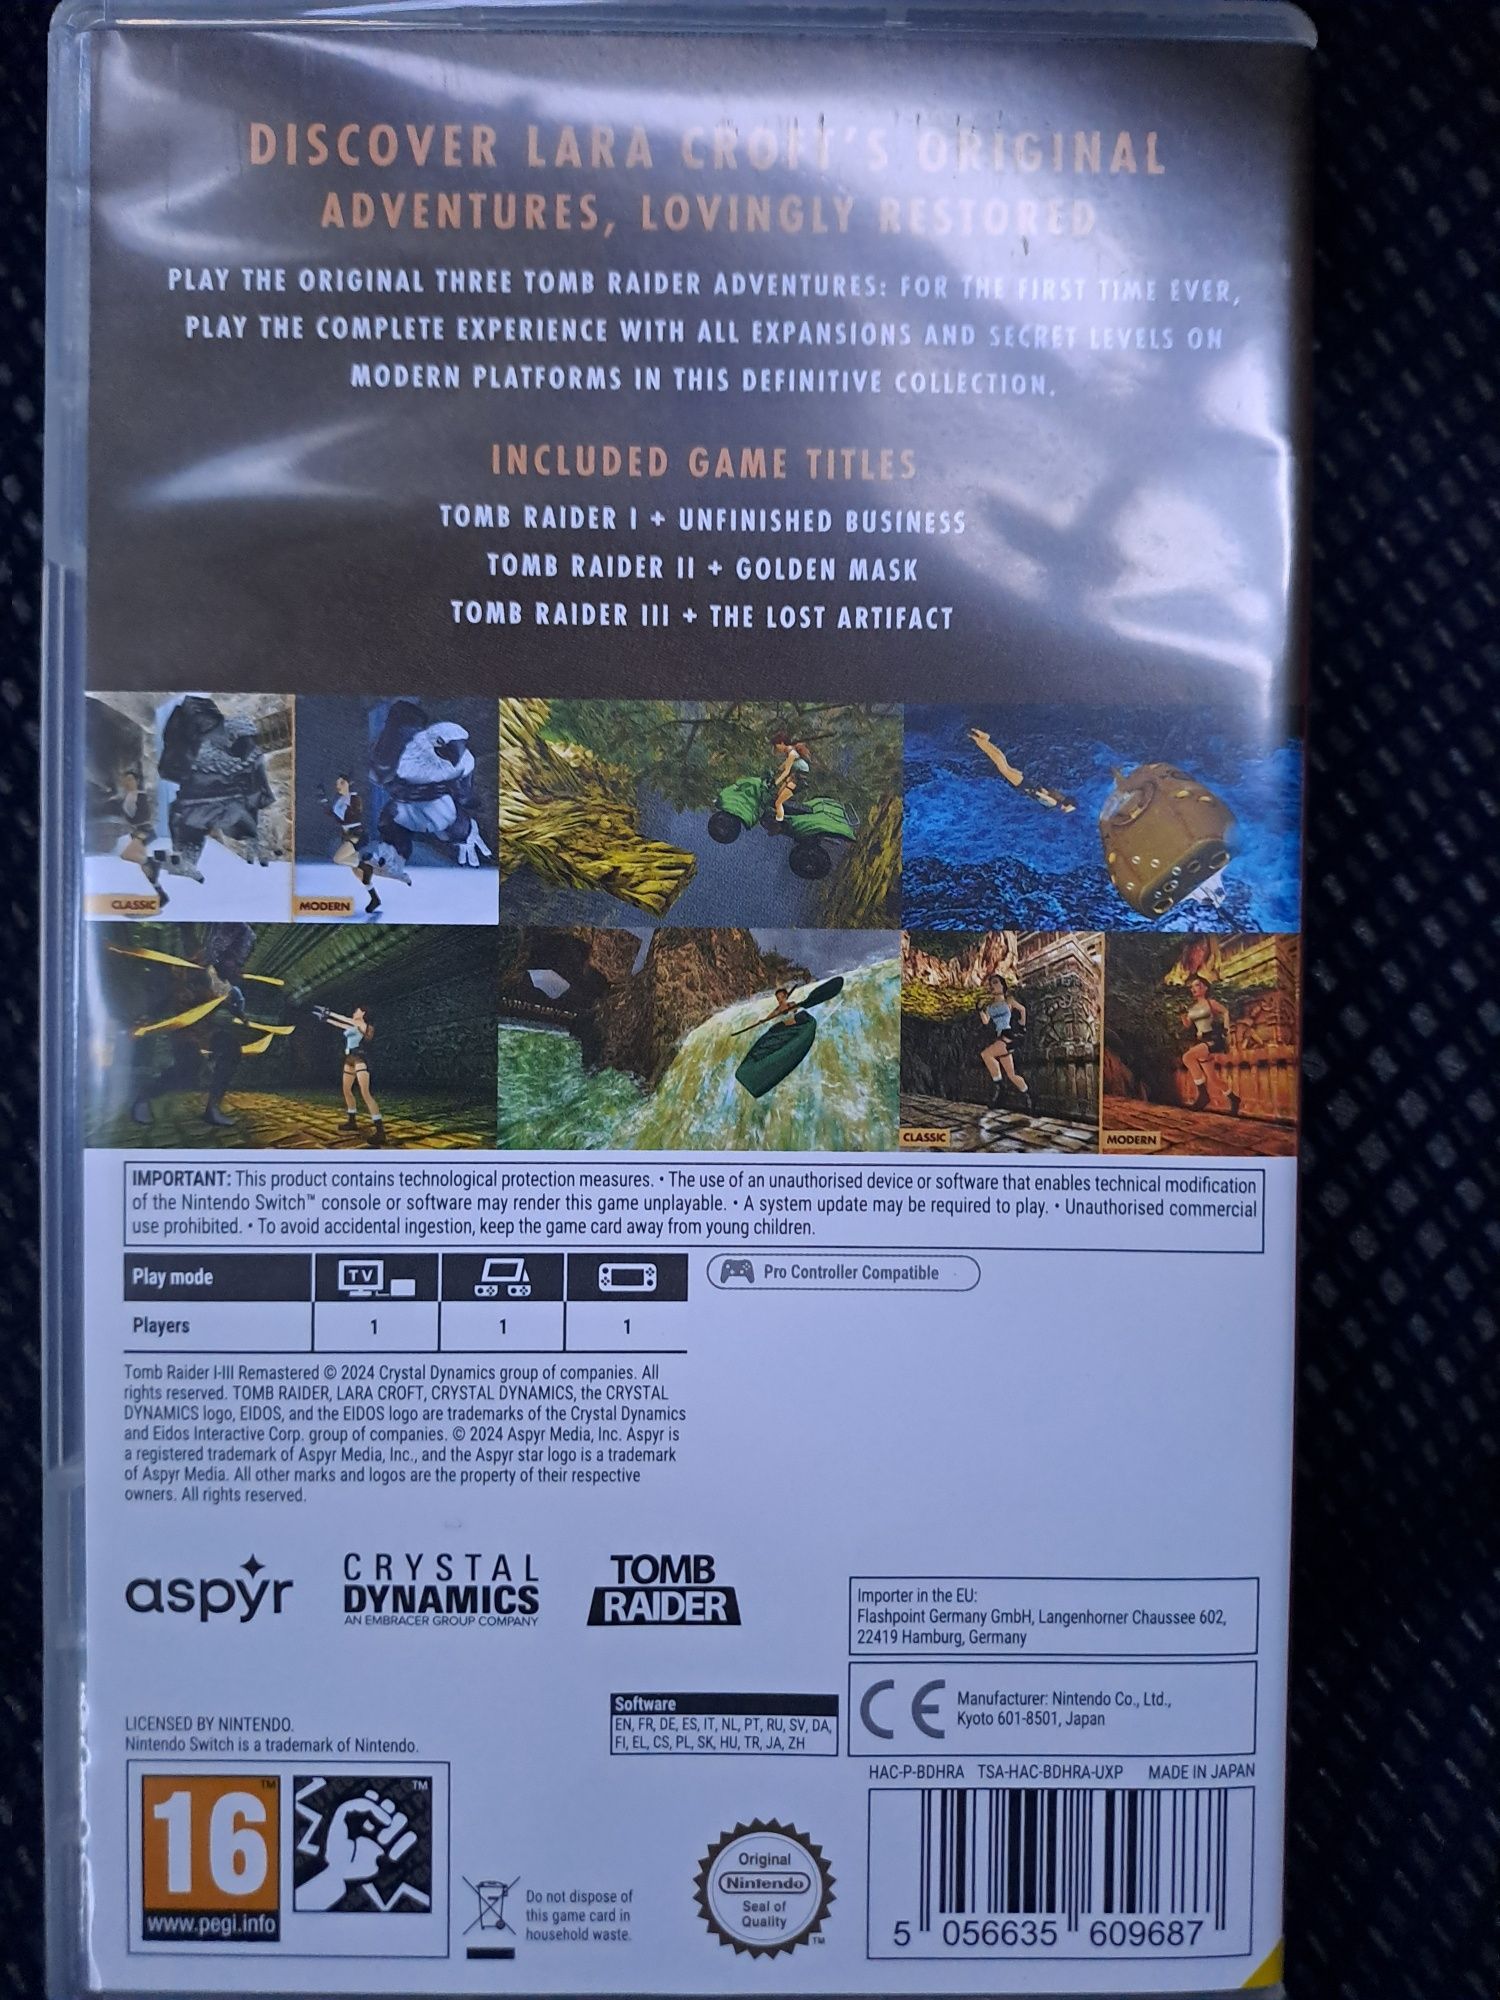 DISCOVER LARA CROFT'S ORIGINAL
ADVENTURES, LOVINGLY RESTORED
PLAY THE ORIGINAL THREE TOMB RAIDER ADVENTURES: FOR THE FIRST TIME EVER,
PLAY THE COMPLETE EXPERIENCE WITH ALL EXPANSIONS AND SECRET LEVELS ON
MODERN PLATFORMS IN THIS DEFINITIVE COLLECTION.
INCLUDED GAME TITLES
TOMB RAIDER I + UNFINISHED BUSINESS
TOMB RAIDER II + GOLDEN MASK
TOMB RAIDER III + THE LOST ARTIFACT
CLASSIC
MODERN
CLASSIC
MODERN
IMPORTANT: This product contains technological protection measures. • The use of an unauthorised device or software that enables technical modification
of the Nintendo Switch™ console or software may render this game unplayable. • A system update may be required to play. • Unauthorised commercial
use prohibited. • To avoid accidental ingestion, keep the game card away from young children.
Play mode
TV
Pro Controller Compatible
Players 1 1 1
Tomb Raider I-III Remastered © 2024 Crystal Dynamics group of companies. All
rights reserved. TOMB RAIDER, LARA CROFT, CRYSTAL DYNAMICS, the CRYSTAL
DYNAMICS logo, EIDOS, and the EIDOS logo are trademarks of the Crystal Dynamics
and Eidos Interactive Corp. group of companies. © 2024 Aspyr Media, Inc. Aspyr is
a registered trademark of Aspyr Media, Inc., and the Aspyr star logo is a trademark
of Aspyr Media. All other marks and logos are the property of their respective
owners. All rights reserved.
aspyr
CRYSTAL
DYNAMICS
AN EMBRACER GROUP COMPANY
TOMB
RAIDER
Importer in the EU:
Flashpoint Germany GmbH, Langenhorner Chaussee 602,
22419 Hamburg, Germany
CE
Manufacturer: Nintendo Co., Ltd.,
Kyoto 601-8501, Japan
LICENSED BY NINTENDO.
Nintendo Switch is a trademark of Nintendo.
Software
EN, FR, DE, ES, IT, NL, PT, RU, SV, DA,
FI, EL, CS, PL, SK, HU, TR, JA, ZH
HAC-P-BDHRA TSA-HAC-BDHRA-UXP MADE IN JAPAN
16 ™
www.pegi.info
™
Do not dispose of
this game card in
household waste.
Original
Nintendo
Seal of
Quality
™
5 056635 609687